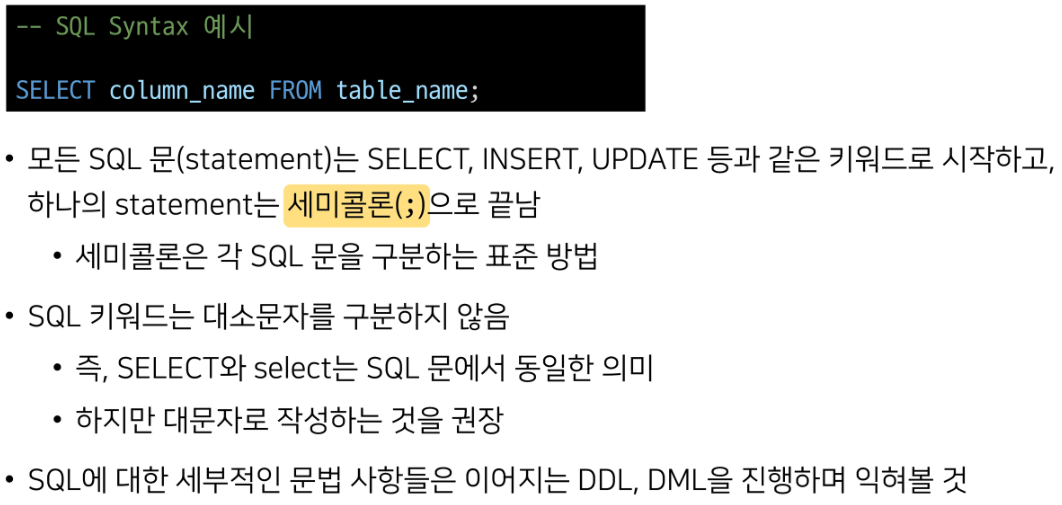 -- SQL Syntax 예시
SELECT column_name FROM table_name;
• 모든 SQL 문(statement)는 SELECT, INSERT, UPDATE 등과 같은 키워드로 시작하고,
하나의 statement는 세미콜론(;)으로 끝남
• 세미콜론은 각 SQL 문을 구분하는 표준 방법
• SQL 키워드는 대소문자를 구분하지 않음
• 즉, SELECT와 select는 SQL 문에서 동일한 의미
• 하지만 대문자로 작성하는 것을 권장
• SQL에 대한 세부적인 문법 사항들은 이어지는 DDL, DML을 진행하며 익혀볼 것